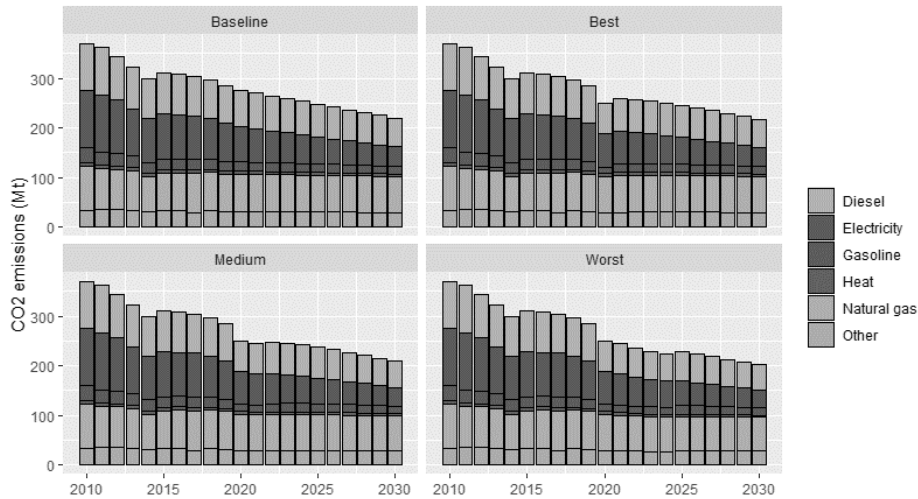 Baseline
Best
300
200
100
0
Medium
Worst
300
200
100
0
2010 2015 2020 2025 2030
2010 2015 2020 2025 2030
CO2 emissions (Mt)
Diesel
Electricity
Gasoline
Heat
Natural gas
Other